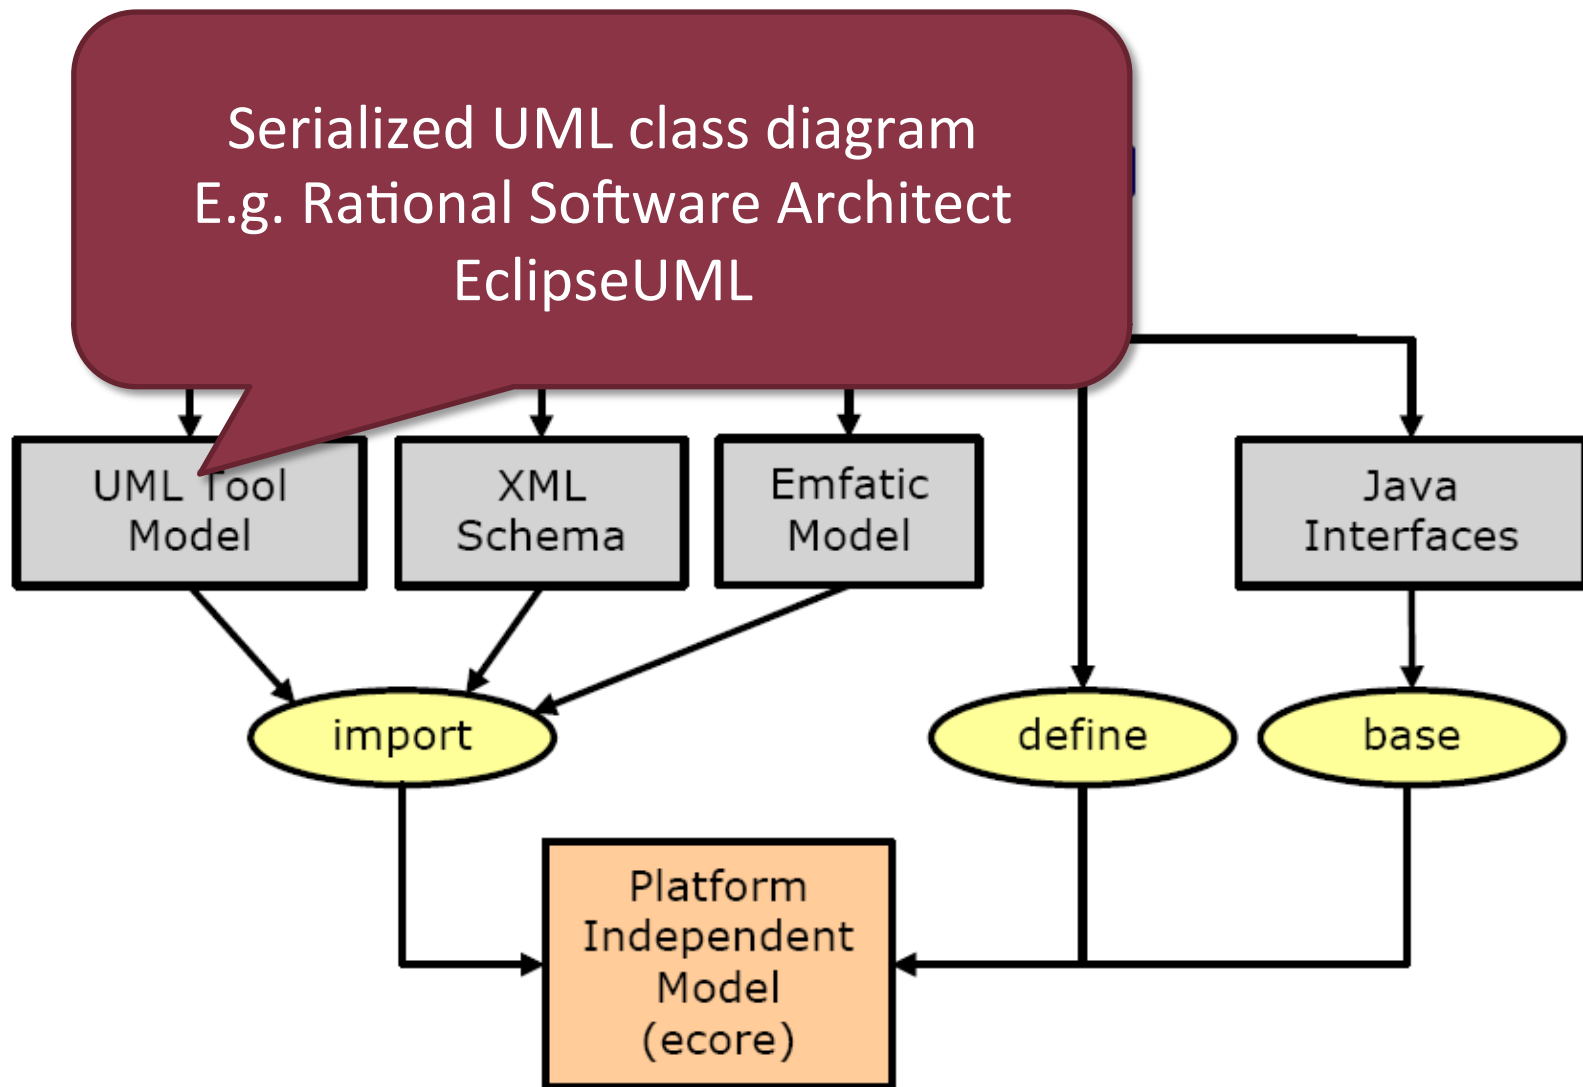 Serialized UML class diagram
E.g. Rational Software Architect
EclipseUML
UML Tool
Model
XML
Schema
Emfatic
Model
Java
Interfaces
import
define
base
Platform
Independent
Model
(ecore)